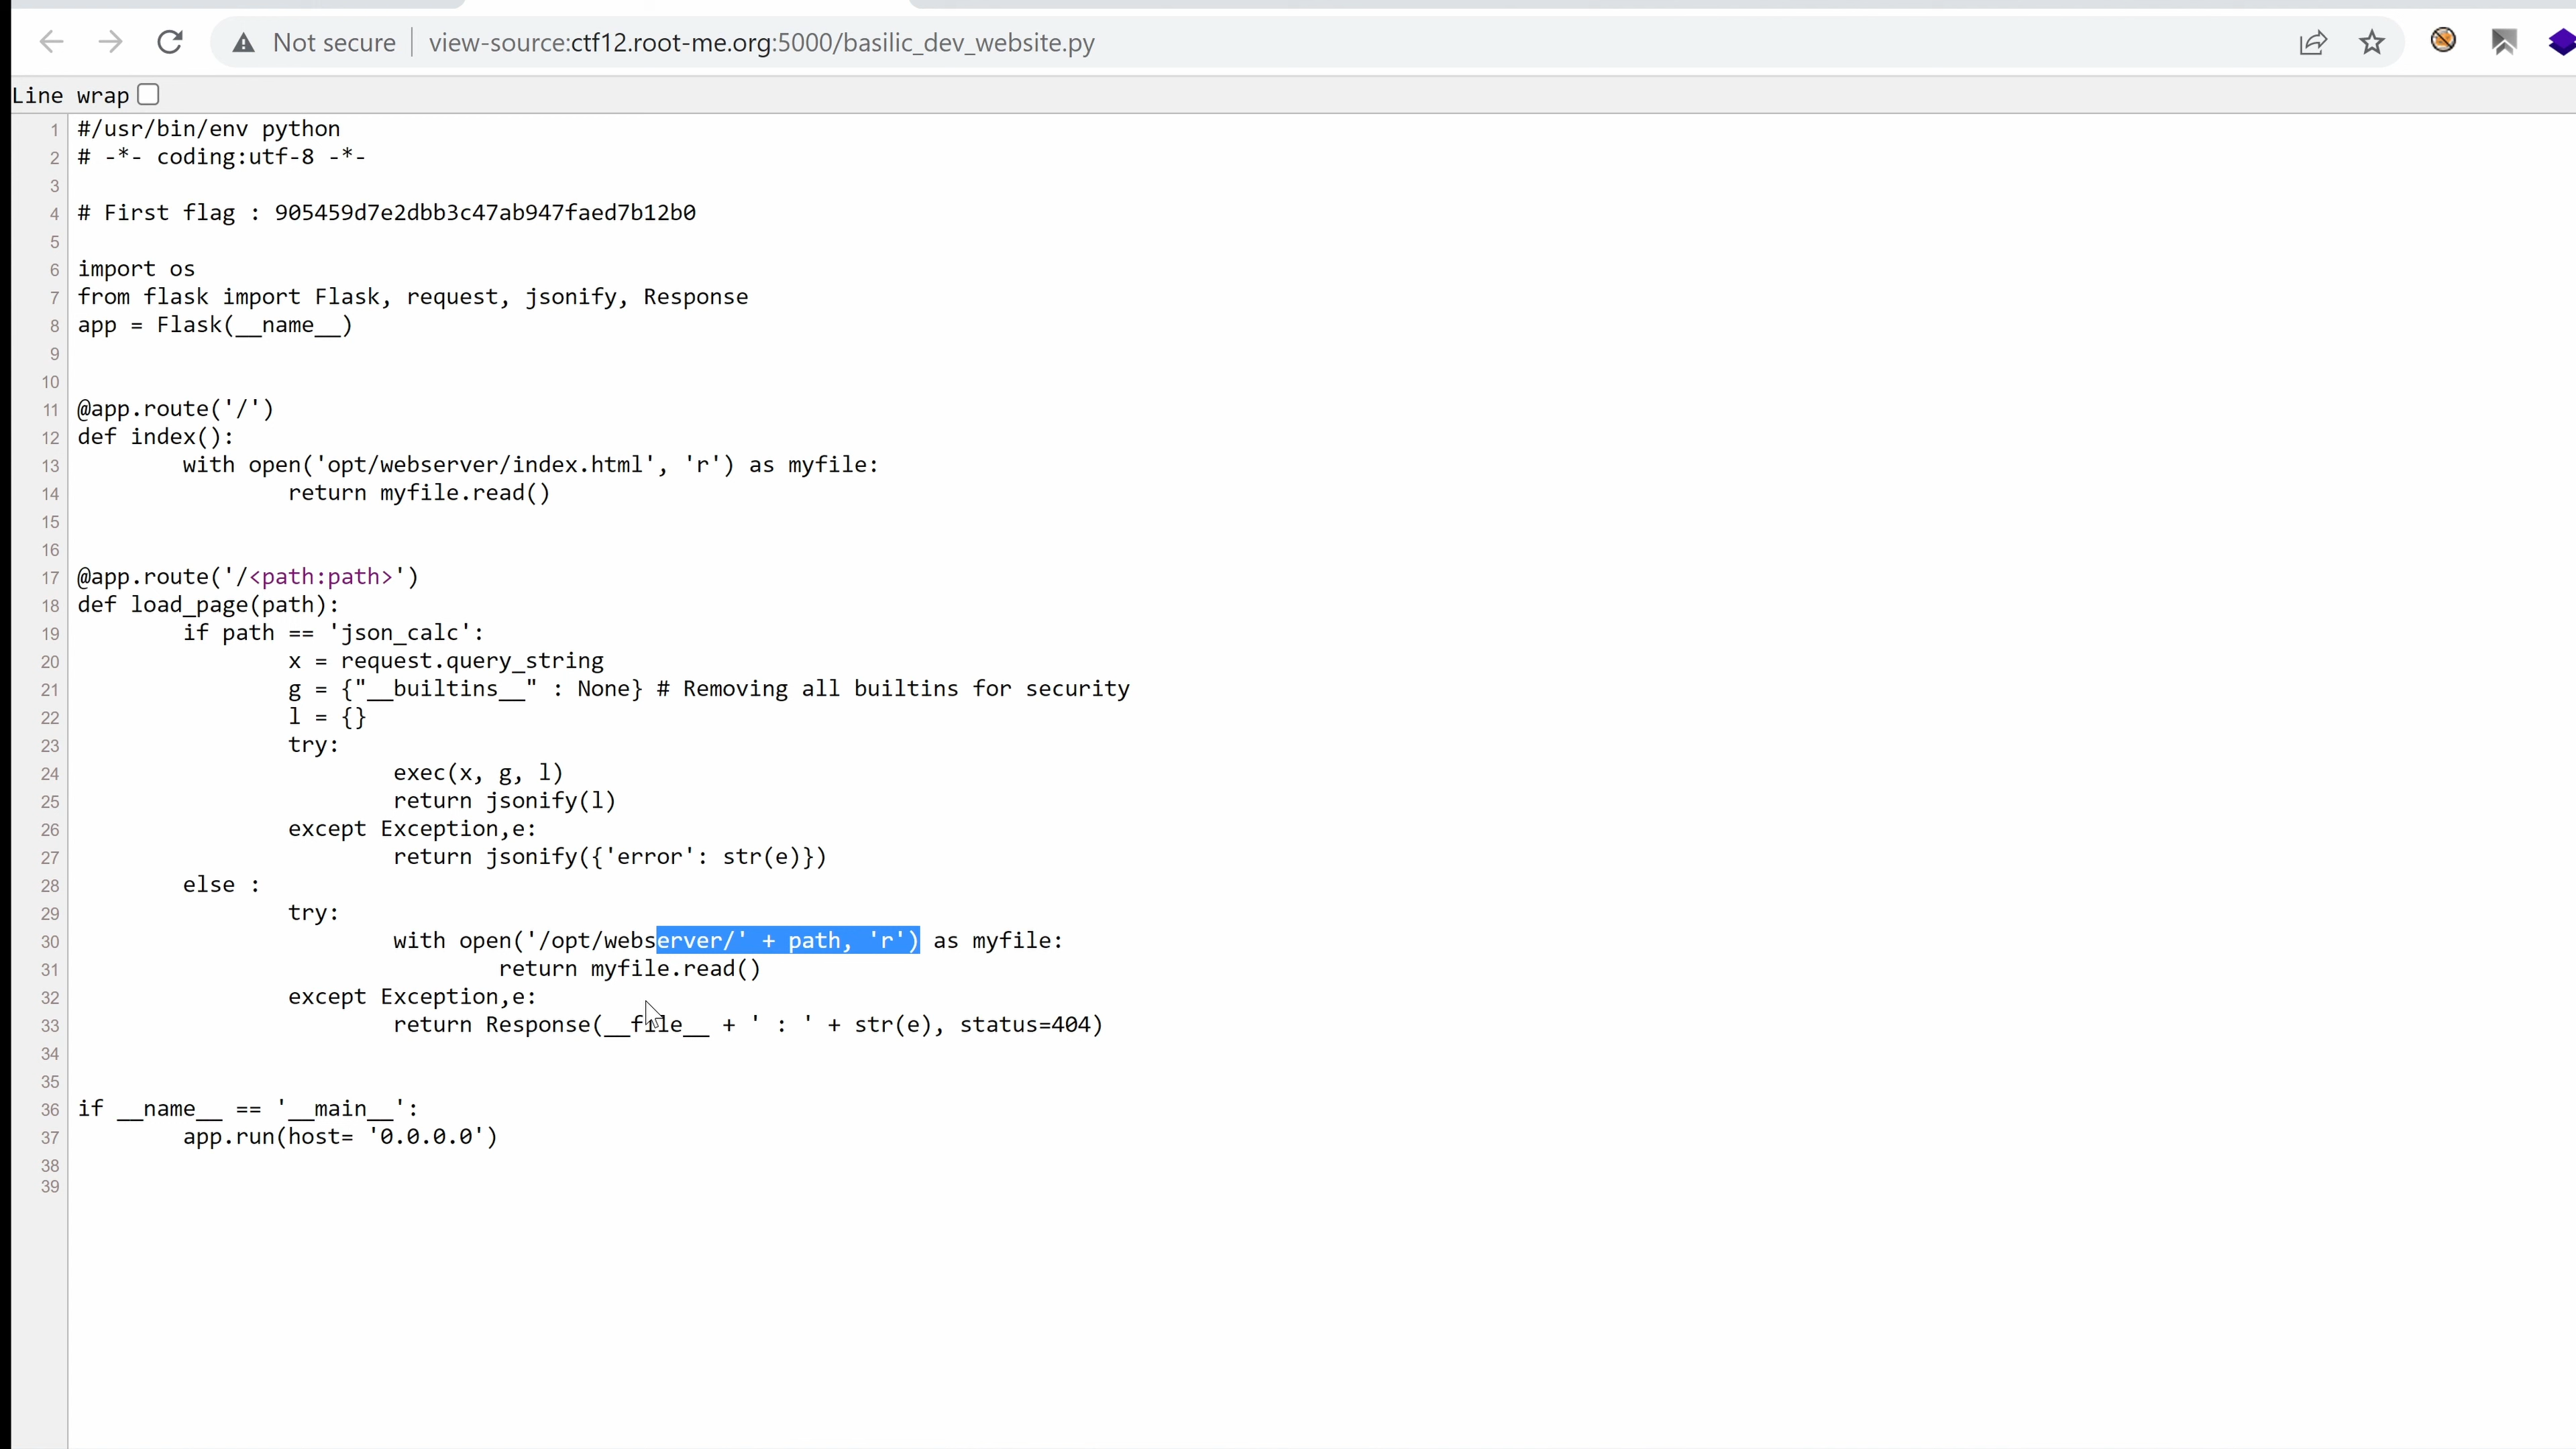 Not secure view-source:ctf12.root-me.org:5000/basilic_dev_website.py
Line wrap
1 #/usr/bin/env python
2 # -*- coding:utf-8 -*-
3
4 # First flag : 905459d7e2dbb3c47ab947faed7b12b0
5
6 import os
7 from flask import Flask, request, jsonify, Response
8 app = Flask(__name__)
9
10
11 @app.route('/')
12 def index():
13 with open('opt/webserver/index.html', 'r') as myfile:
14 return myfile.read()
15
16
17 @app.route('/<path:path>')
18 def load_page(path):
19 if path == 'json_calc':
20 x = request.query_string
21 g = {"__builtins__" : None} # Removing all builtins for security
22 l = {}
23 try:
24 exec(x, g, l)
25 return jsonify(l)
26 except Exception,e:
27 return jsonify({'error': str(e)})
28 else :
29 try:
30 with open('/opt/webserver/' + path, 'r') as myfile:
31 return myfile.read()
32 except Exception,e:
33 return Response(__file__ + ' : ' + str(e), status=404)
34
35
36 if __name__ == '__main__':
37 app.run(host= '0.0.0.0')
38
39